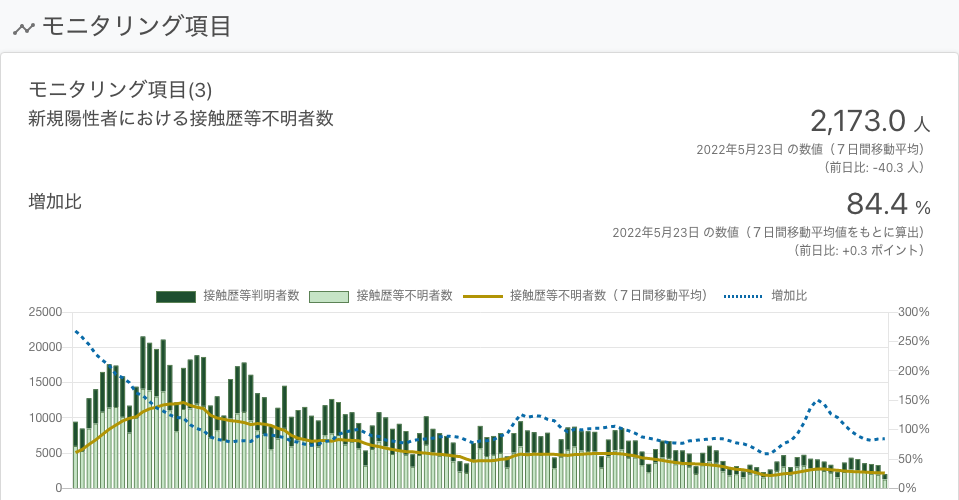 モニタリング項目
モニタリング項目(3)
新規陽性者における接触歴等不明者数
2,173.0 人
2022年5月23日 の数値（７日間移動平均）
（前日比: -40.3 人）
増加比
84.4 %
2022年5月23日 の数値（７日間移動平均値をもとに算出）
（前日比: +0.3 ポイント）
接触歴等判明者数 接触歴等不明者数 接触歴等不明者数（７日間移動平均） 増加比
25000 300%
20000 250%
15000 200%
10000 150%
5000 100%
0 50%
0%